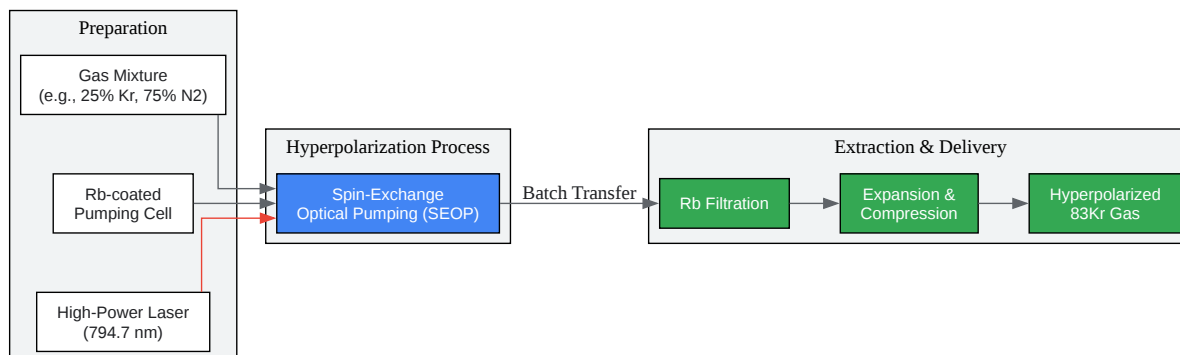 Preparation
Gas Mixture
(e.g., 25% Kr, 75% N2)
Rb-coated
Pumping Cell
High-Power Laser
(794.7 nm)
Hyperpolarization Process
Spin-Exchange
Optical Pumping (SEOP)
Batch Transfer
Extraction & Delivery
Rb Filtration
Expansion &
Compression
Hyperpolarized
83Kr Gas